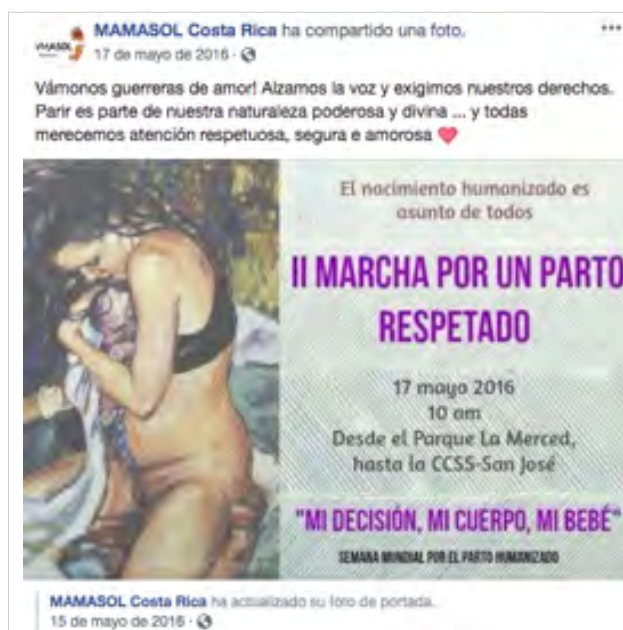 MAMASOL Costa Rica ha compartido una foto.
17 de mayo de 2016 ·
Vámonos guerreras de amor! Alzamos la voz y exigimos nuestros derechos.
Parir es parte de nuestra naturaleza poderosa y divina ... y todas
merecemos atención respetuosa, segura e amorosa
MAMASOL
El nacimiento humanizado es
asunto de todos
II MARCHA POR UN PARTO
RESPETADO
17 mayo 2016
10 am
Desde el Parque La Merced,
hasta la CCSS-San José
"MI DECISIÓN, MI CUERPO, MI BEBÉ"
SEMANA MUNDIAL POR EL PARTO HUMANIZADO
MAMASOL Costa Rica ha actualizado su foto de portada.
15 de mayo de 2016 ·